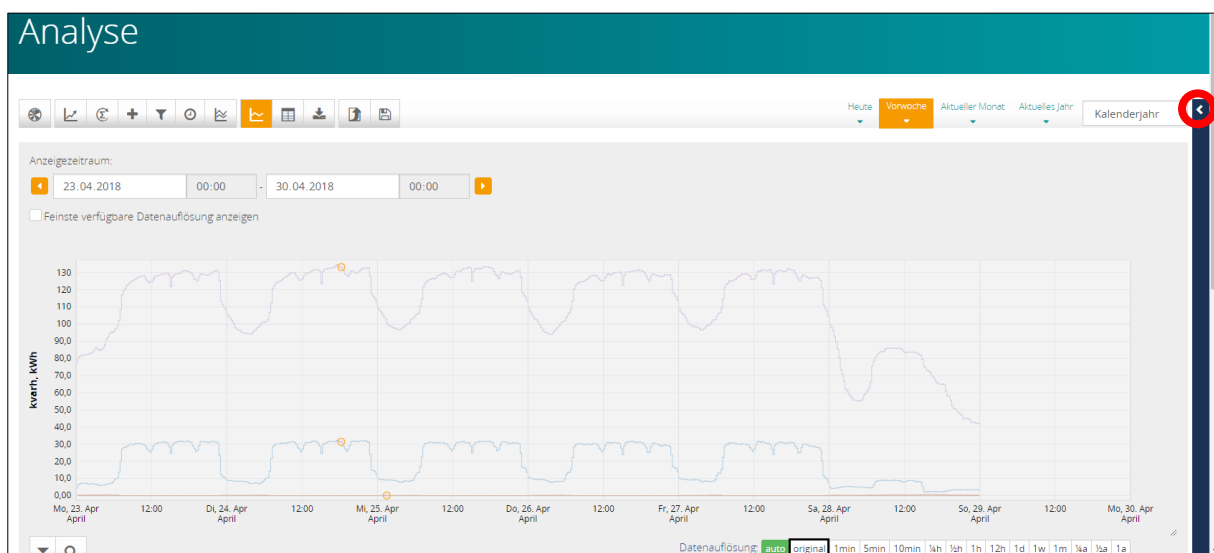 Analyse
Heute Vorwoche Aktueller Monat Aktuelles Jahr Kalenderjahr
Anzeigezeitraum:
23.04.2018 00:00 - 30.04.2018 00:00
Feinste verfügbare Datenauflösung anzeigen
kvarh, kWh
130
120
110
100
90,0
80,0
70,0
60,0
50,0
40,0
30,0
20,0
10,0
0,00
Mo, 23. Apr 12:00 Di, 24. Apr 12:00 Mi, 25. Apr 12:00 Do, 26. Apr 12:00 Fr, 27. Apr 12:00 Sa, 28. Apr 12:00 So, 29. Apr 12:00 Mo, 30. Apr
April April April April April April April April
Datenauflösung: auto original 1min 5min 10min ¼h ½h 1h 12h 1d 1w 1m ¼a ½a 1a